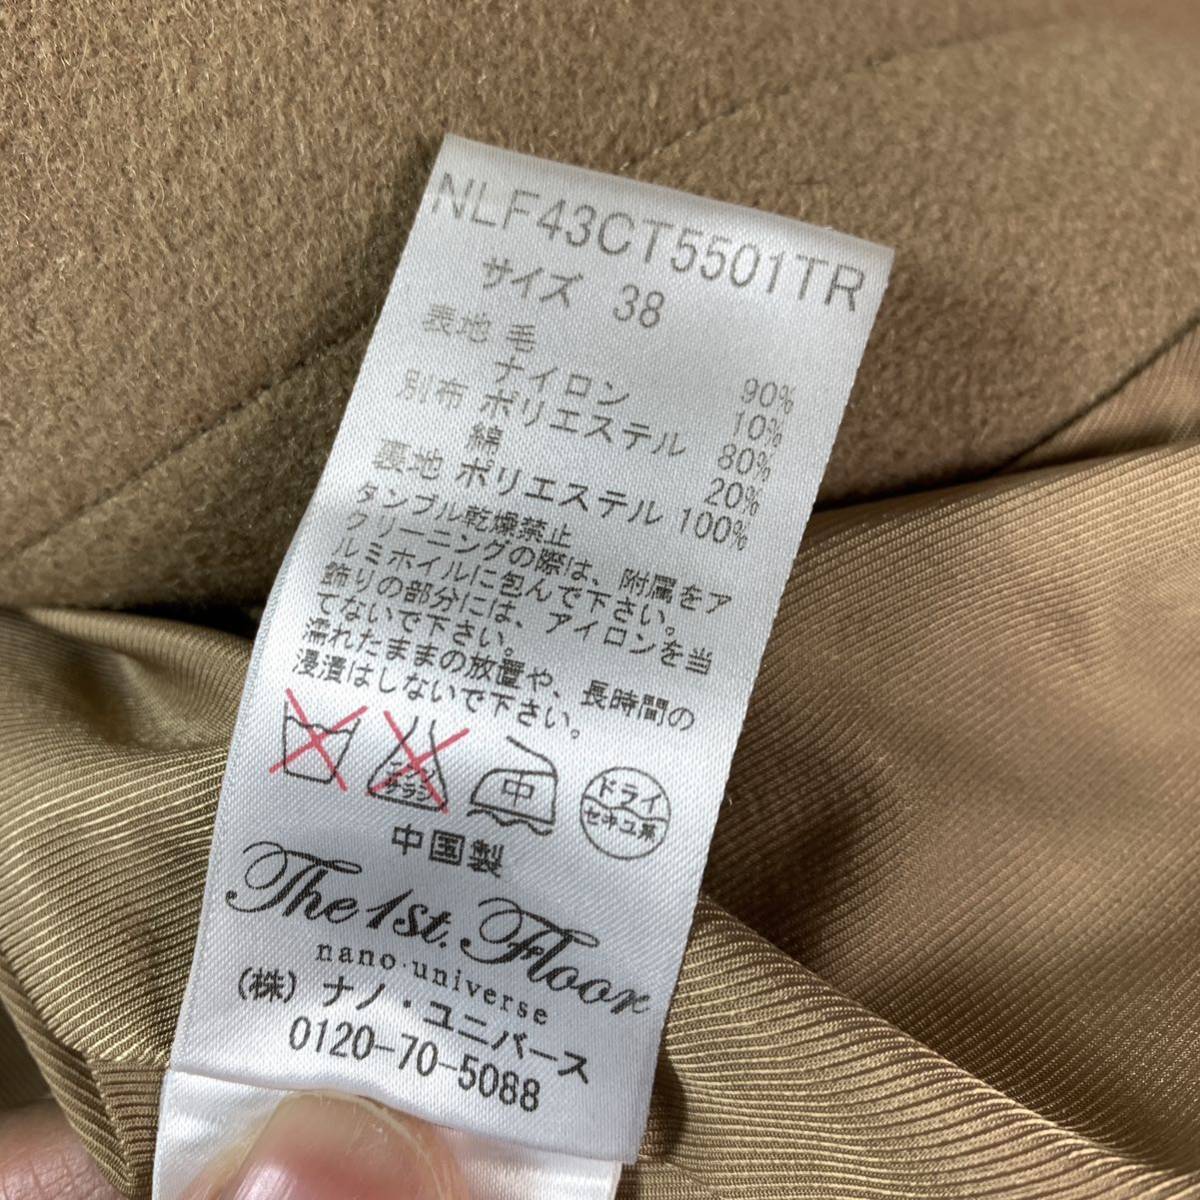 NLF43CT5501TR
サイズ 38
表地 毛 90%
ナイロン 10%
別布 ポリエステル 80%
綿 20%
裏地 ポリエステル 100%
タンブル乾燥禁止
クリーニングの際は、附属をア
ルミホイルに包んで下さい。
飾りの部分には、アイロンを当
てないで下さい。
濡れたままの放置や、長時間の
浸漬はしないで下さい。
エンソ
サラシ
中
ドライ
セキユ系
中国製
The 1st. Floor
nano・universe
(株) ナノ・ユニバース
0120-70-5088